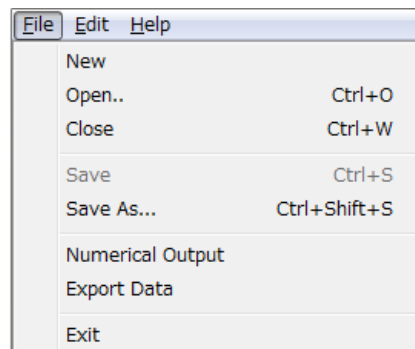 File Edit Help
New
Open.. Ctrl+O
Close Ctrl+W
Save Ctrl+S
Save As... Ctrl+Shift+S
Numerical Output
Export Data
Exit